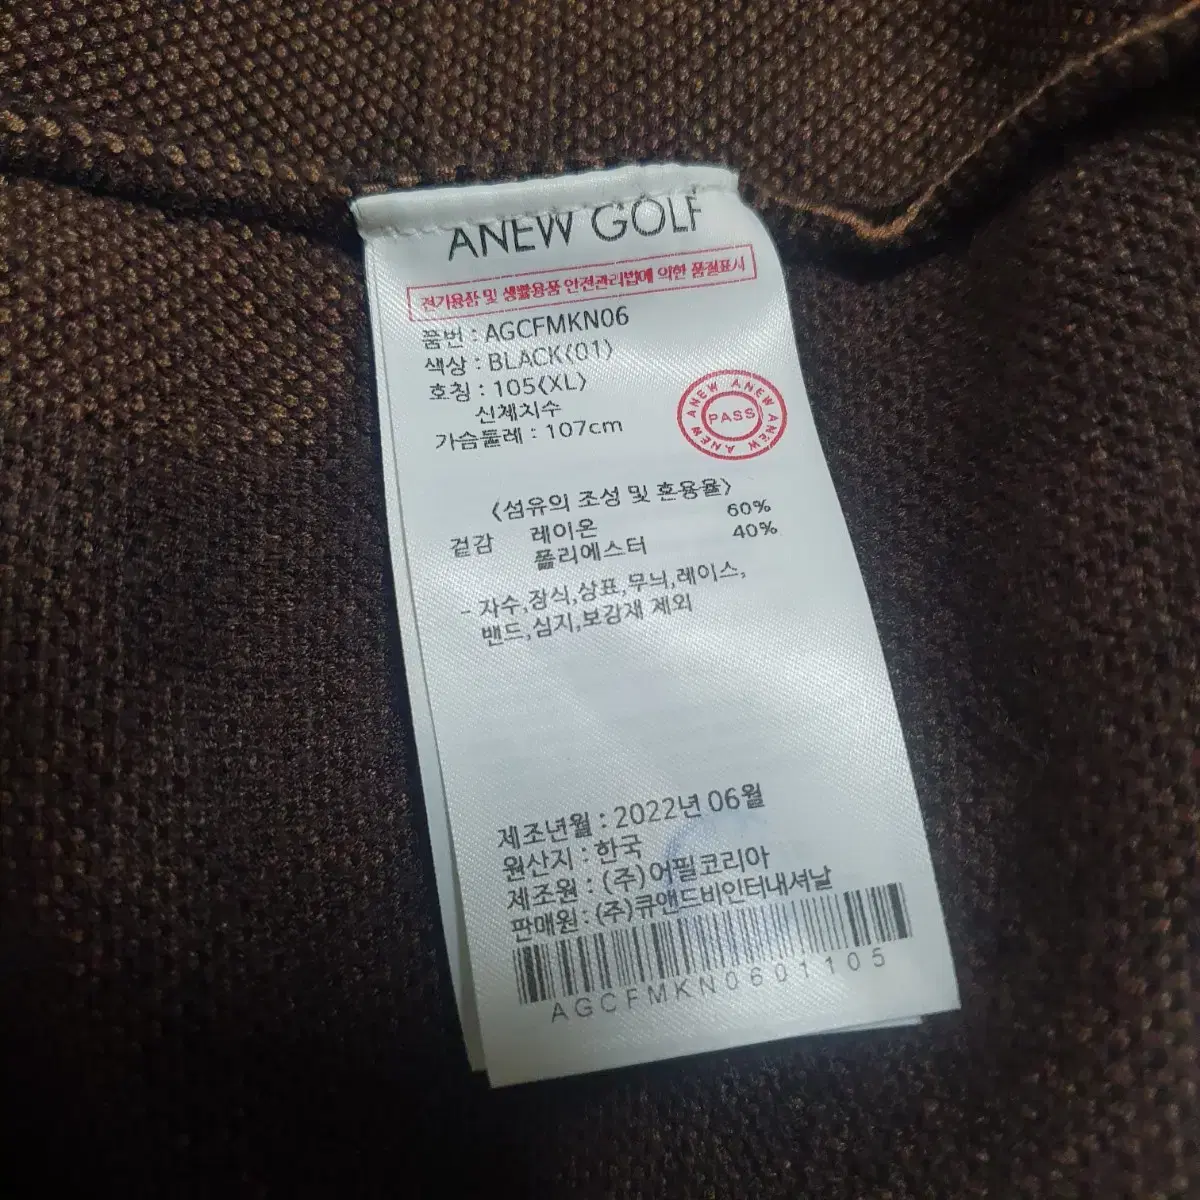 ANEW GOLF
전기용품 및 생활용품 안전관리법에 의한 품질표시
품번 : AGCFMKN06
색상 : BLACK(01)
호칭 : 105(XL)
신체치수
가슴둘레 : 107cm
ANEW ANEW ANEW ANEW
PASS
<섬유의 조성 및 혼용율>
겉감 레이온 60%
폴리에스터 40%
- 자수,장식,상표,무늬,레이스,
밴드,심지,보강재 제외
제조년월 : 2022년 06월
원산지 : 한국
제조원 : (주)어필코리아
판매원 : (주)큐앤드비인터내셔날
AGCFMKN0601105